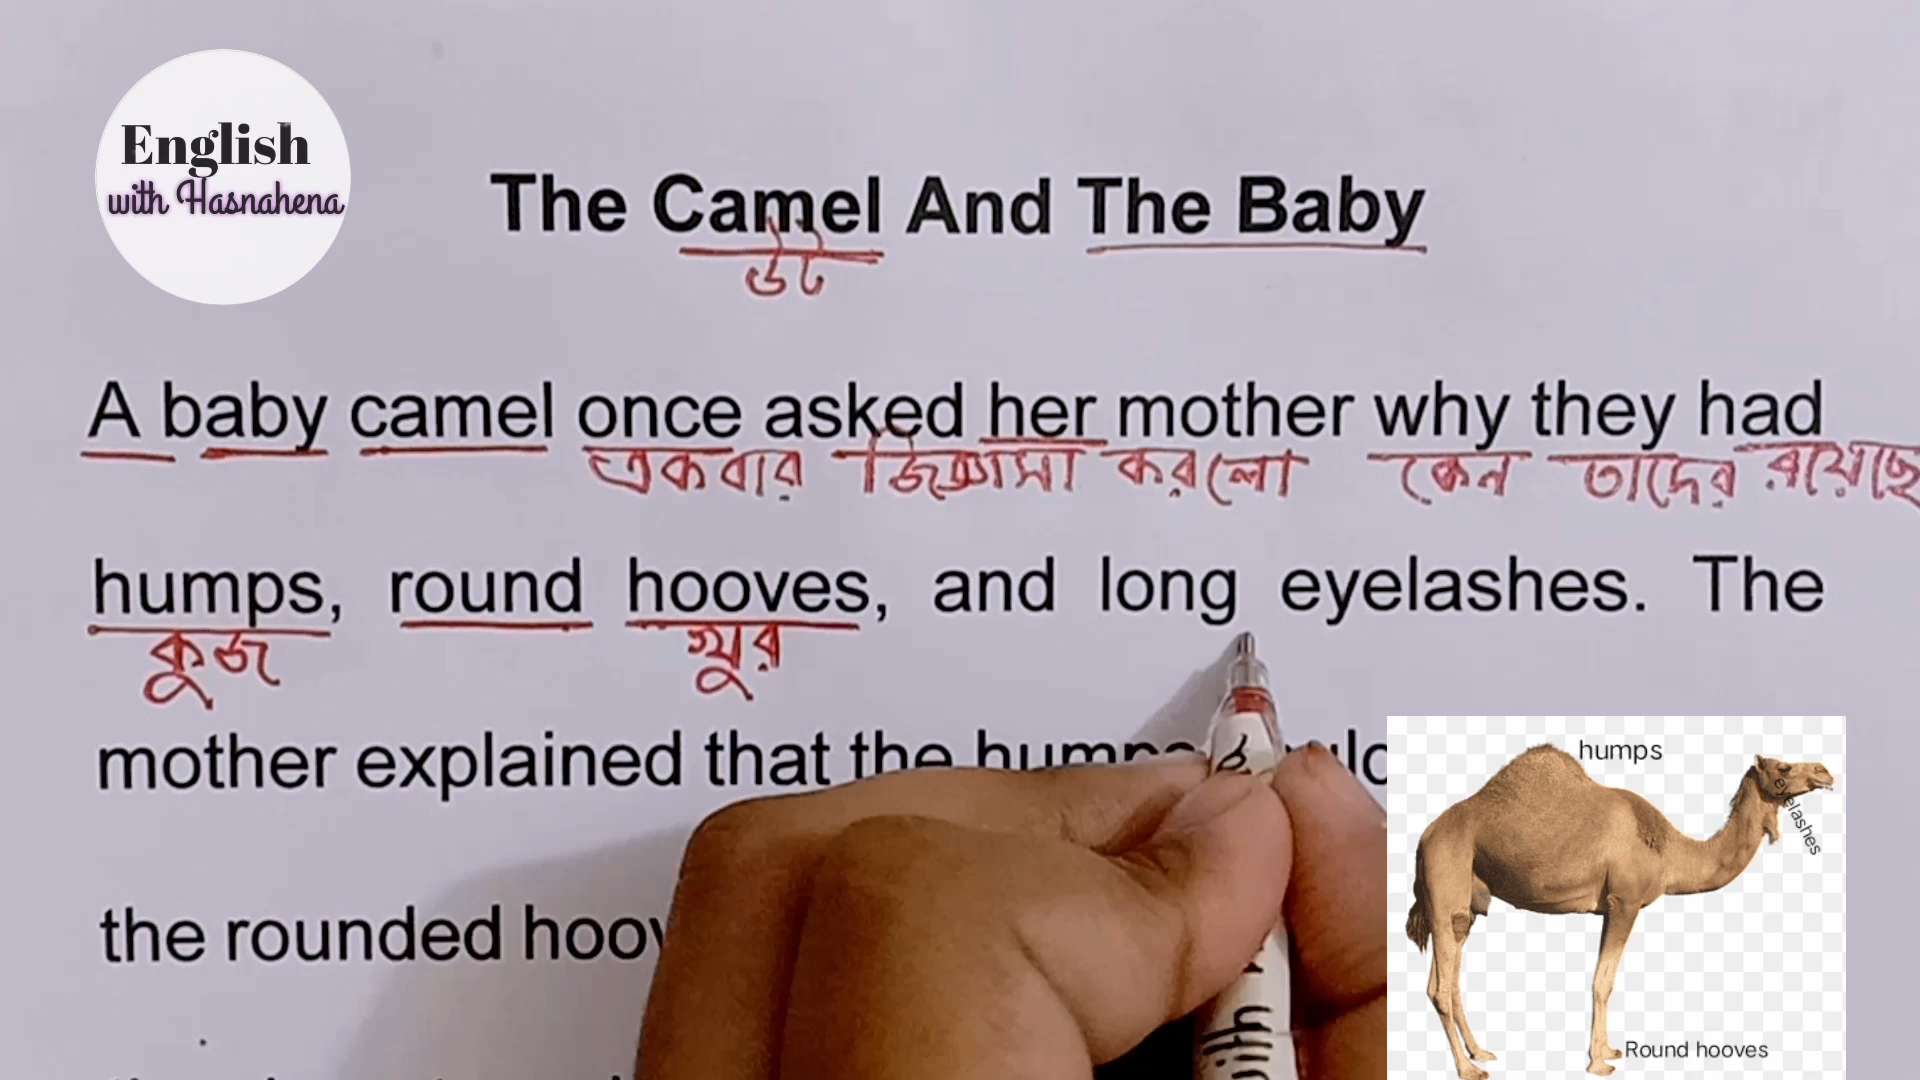 English
with Hasnahena
The Camel And The Baby
উট
A baby camel once asked her mother why they had
একবার জিজ্ঞাসা করলো কেন তাদের রয়েছে
humps, round hooves, and long eyelashes. The
কুজ খুর
mother explained that the
the rounded
humps
eyelashes
Round hooves